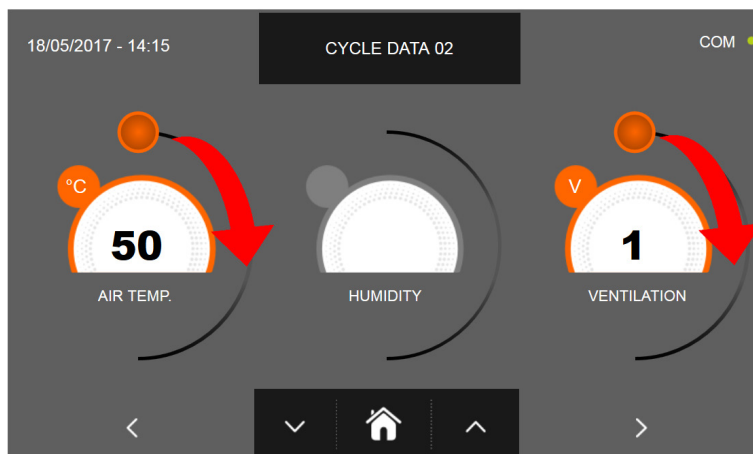 18/05/2017 - 14:15
CYCLE DATA 02
COM
°C
50
AIR TEMP.
HUMIDITY
V
1
VENTILATION